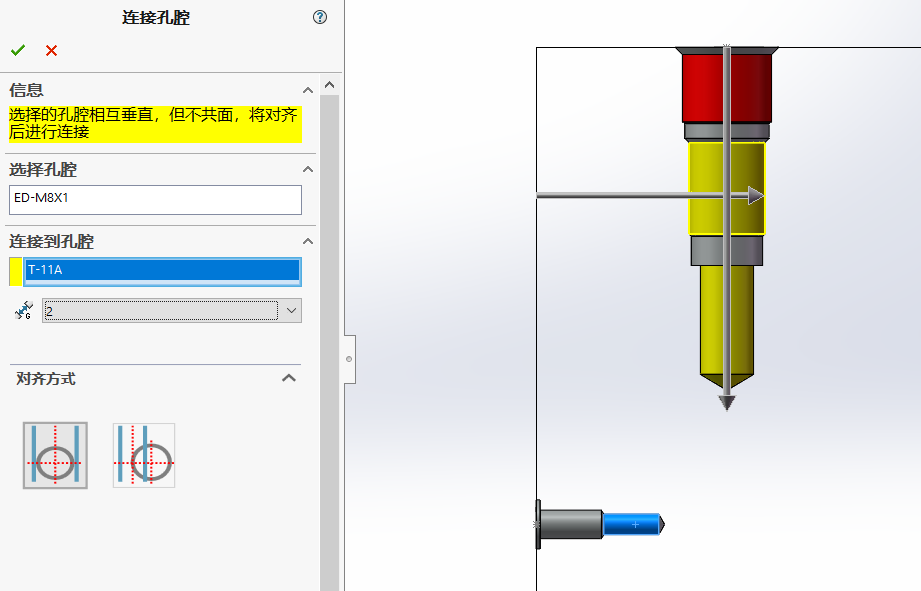 连接孔腔
信息
选择的孔腔相互垂直，但不共面，将对齐
后进行连接
选择孔腔
ED-M8X1
连接到孔腔
T-11A
G
2
对齐方式